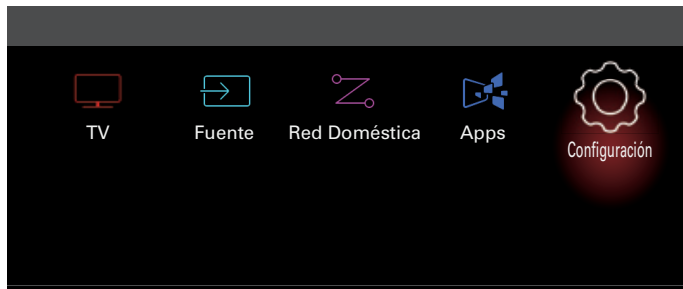 TV
Fuente
Red Doméstica
Apps
Configuración